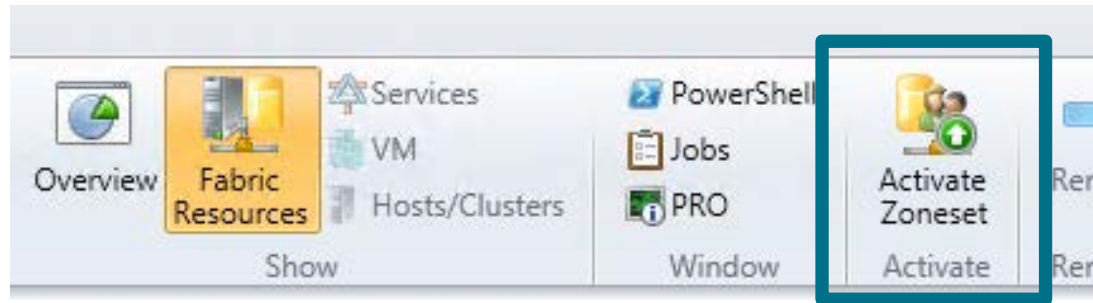 Overview
Fabric
Resources
Services
VM
Hosts/Clusters
Show
PowerShell
Jobs
PRO
Window
Activate
Zoneset
Activate